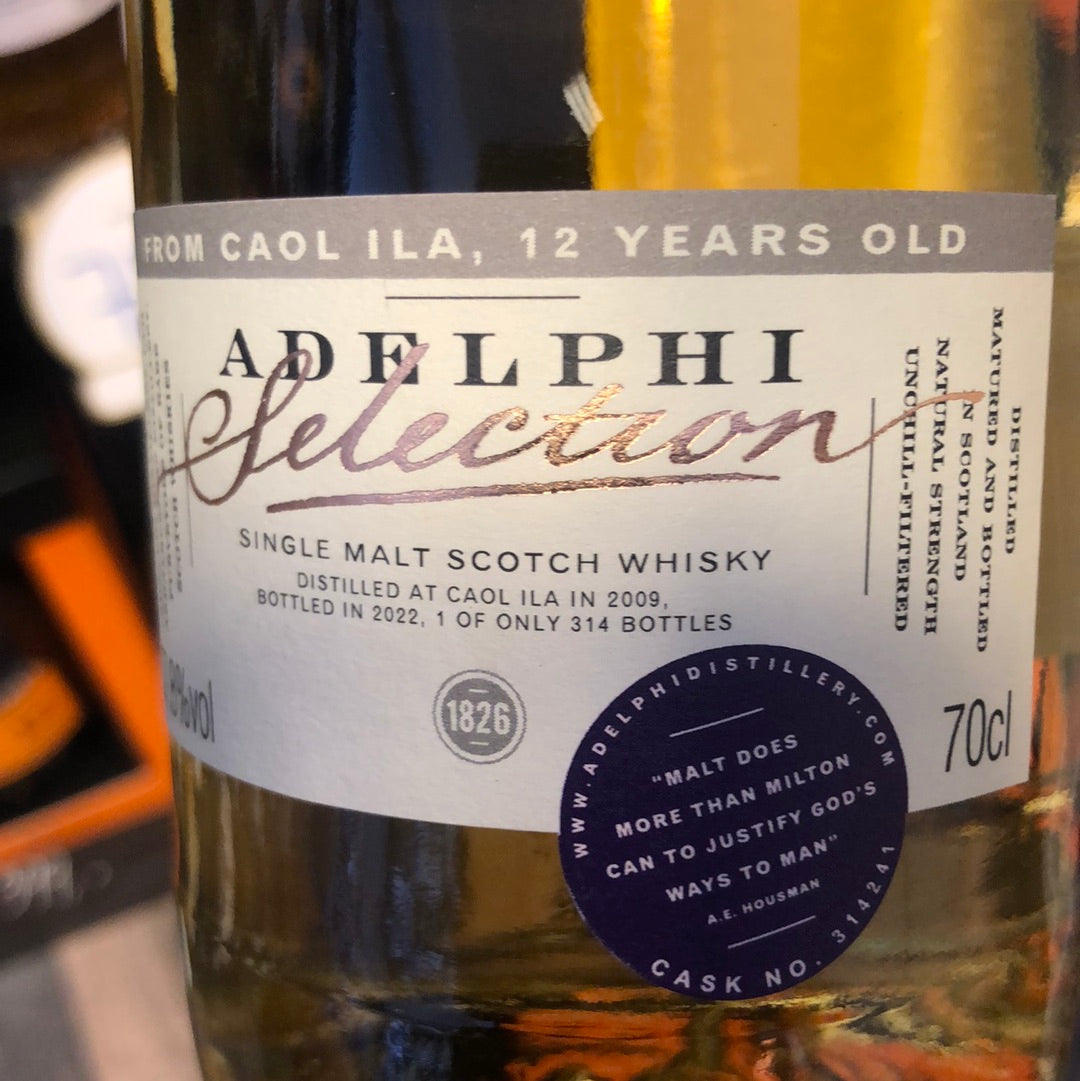 FROM CAOL ILA, 12 YEARS OLD
ADELPHI
Selection
SINGLE MALT SCOTCH WHISKY
DISTILLED AT CAOL ILA IN 2009,
BOTTLED IN 2022, 1 OF ONLY 314 BOTTLES
%vol
1826
70cl
DISTILLED
MATURED AND BOTTLED
IN SCOTLAND
NATURAL STRENGTH
UNCHILL-FILTERED
WWW.ADELPHIDISTILLERY.COM
"MALT DOES
MORE THAN MILTON
CAN TO JUSTIFY GOD'S
WAYS TO MAN"
A.E. HOUSMAN
CASK NO. 314241